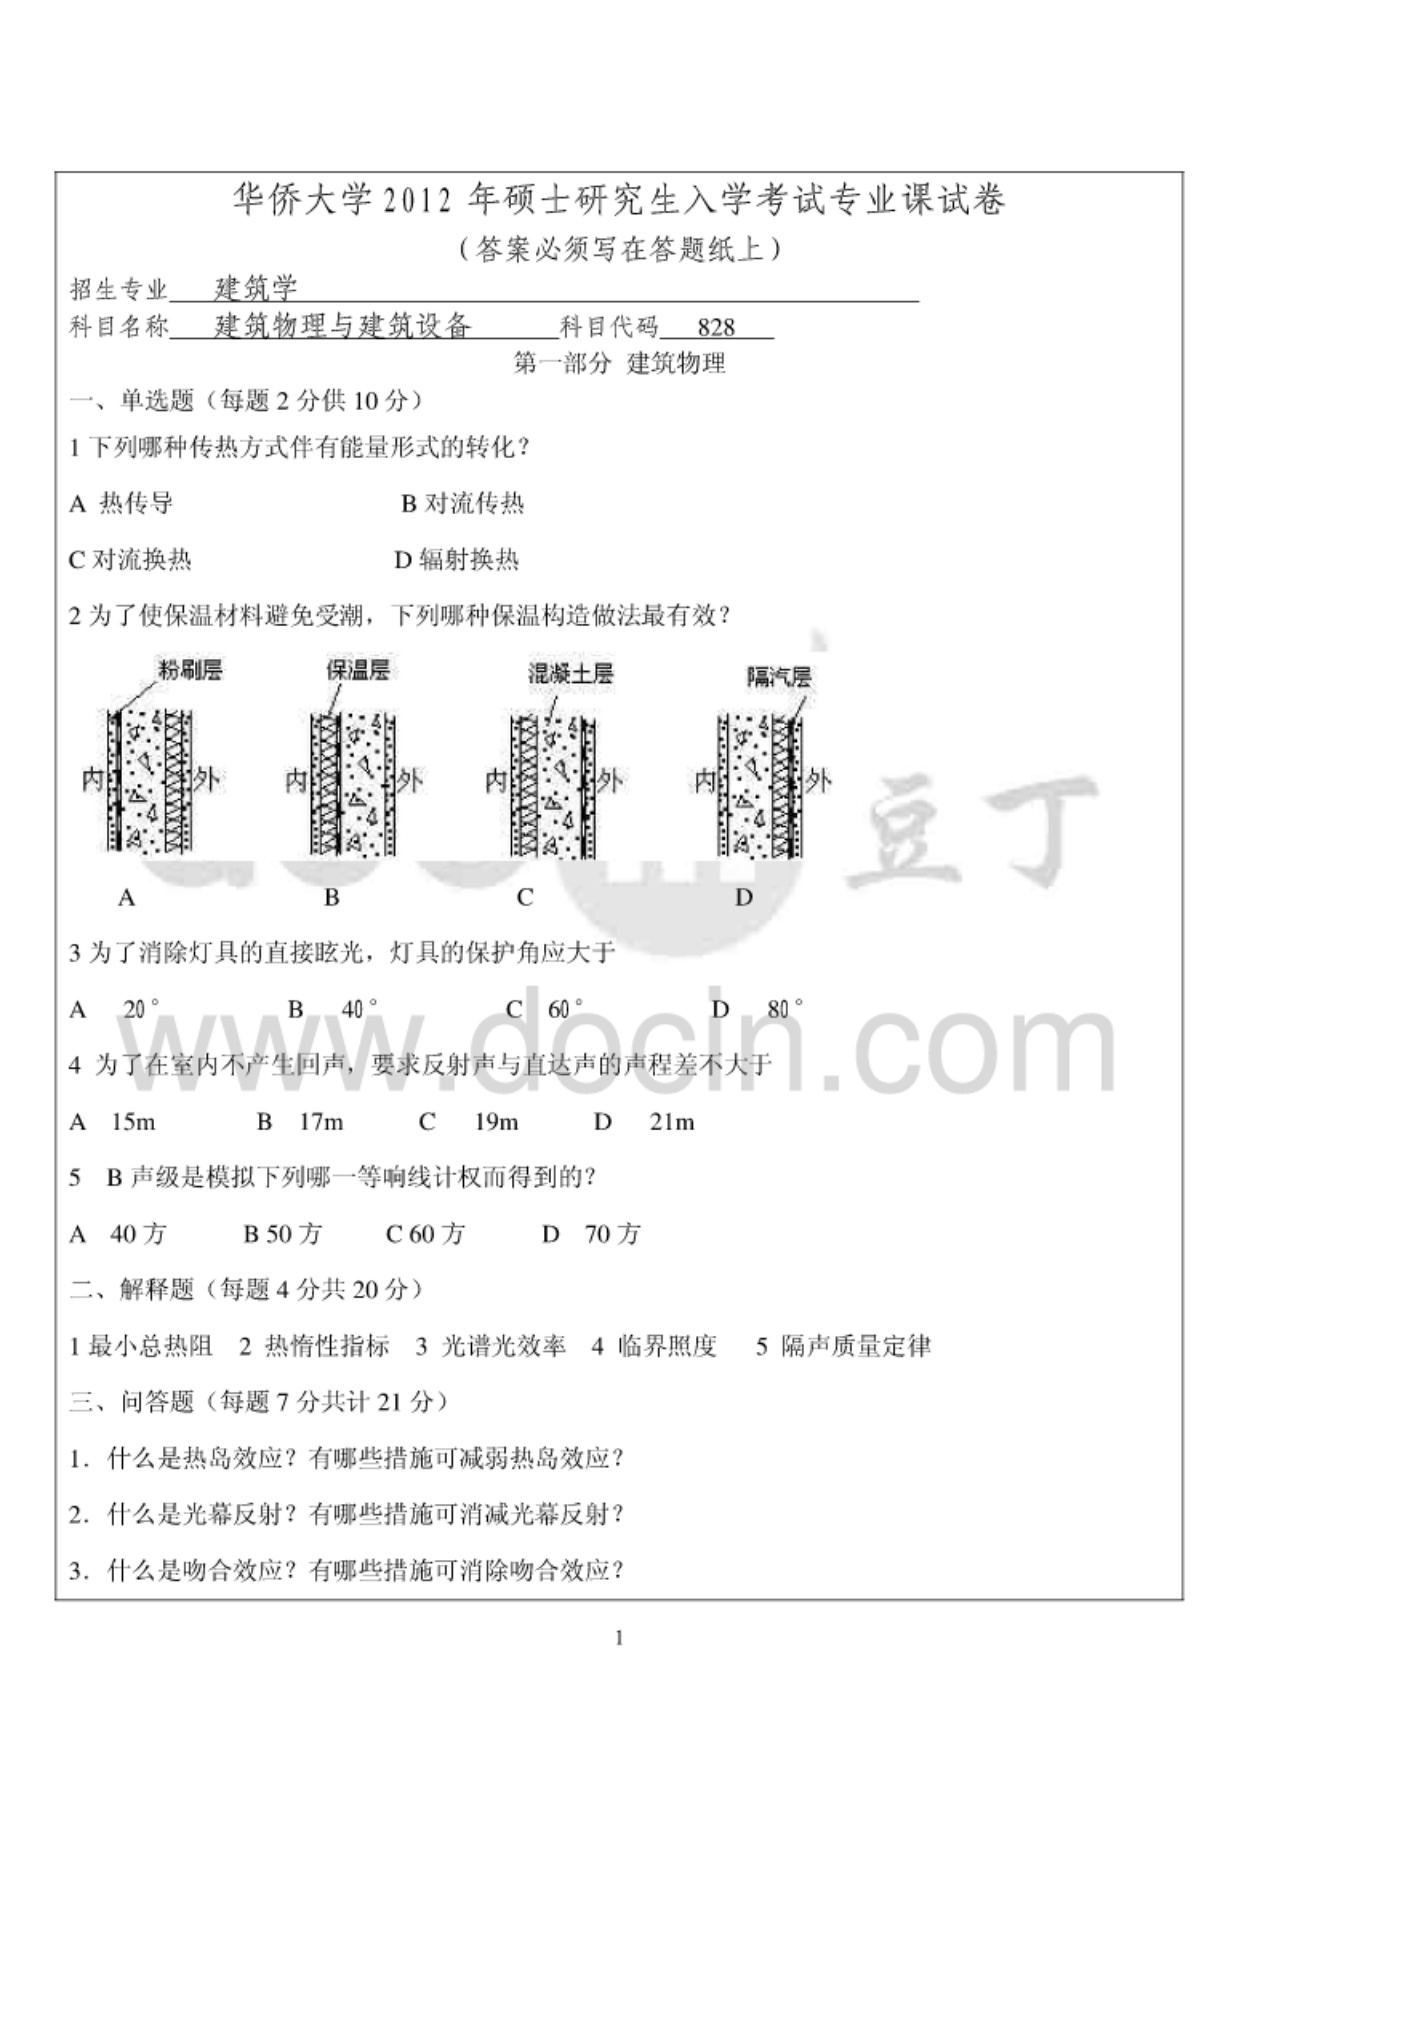 华侨大学 2012 年硕士研究生入学考试专业课试卷
（答案必须写在答题纸上）
招生专业 建筑学
科目名称 建筑物理与建筑设备 科目代码 828
第一部分 建筑物理
一、单选题（每题 2 分供 10 分）
1 下列哪种传热方式伴有能量形式的转化？
A 热传导 B 对流传热
C 对流换热 D 辐射换热
2 为了使保温材料避免受潮，下列哪种保温构造做法最有效？
粉刷层 保温层 混凝土层 隔汽层
内 外 内 外 内 外 内 外
豆丁
A B C D
3 为了消除灯具的直接眩光，灯具的保护角应大于
A 20° B 40° C 60° D 80°
www.docin.com
4 为了在室内不产生回声，要求反射声与直达声的声程差不大于
A 15m B 17m C 19m D 21m
5 B 声级是模拟下列哪一等响线计权而得到的？
A 40 方 B 50 方 C 60 方 D 70 方
二、解释题（每题 4 分共 20 分）
1 最小总热阻 2 热惰性指标 3 光谱光效率 4 临界照度 5 隔声质量定律
三、问答题（每题 7 分共计 21 分）
1．什么是热岛效应？有哪些措施可减弱热岛效应？
2．什么是光幕反射？有哪些措施可消减光幕反射？
3．什么是吻合效应？有哪些措施可消除吻合效应？
1